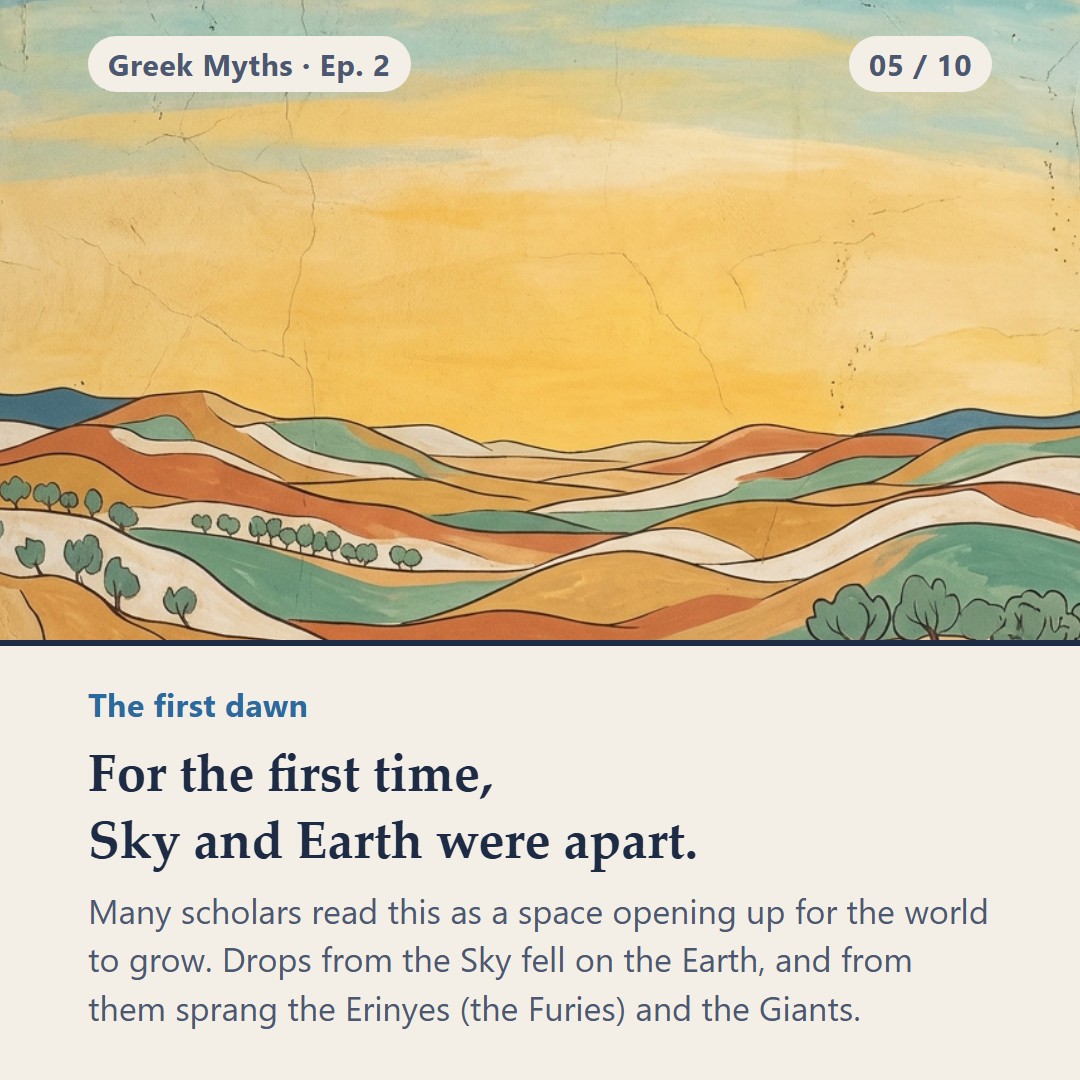 Greek Myths · Ep. 2
05 / 10
The first dawn
For the first time,
Sky and Earth were apart.
Many scholars read this as a space opening up for the world
to grow. Drops from the Sky fell on the Earth, and from
them sprang the Erinyes (the Furies) and the Giants.